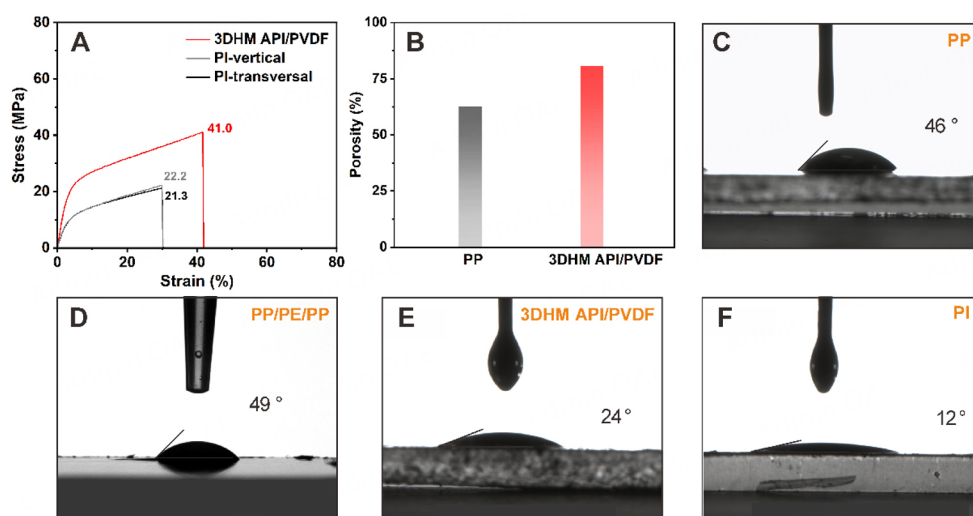 A
3DHM API/PVDF
PI-vertical
PI-transversal
Stress (MPa)
80
60
40
20
0
41.0
22.2
21.3
0 20 40 60 80
Strain (%)
B
Porosity (%)
100
75
50
25
0
PP 3DHM API/PVDF
C PP
46 °
D PP/PE/PP
49 °
E 3DHM API/PVDF
24 °
F PI
12 °